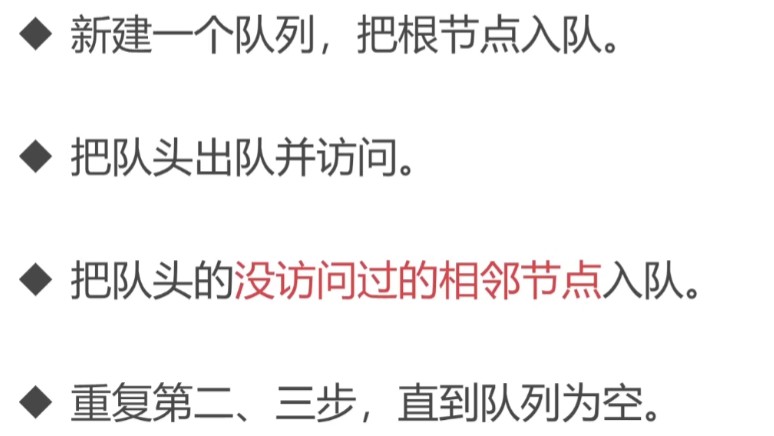 ◆ 新建一个队列，把根节点入队。
◆ 把队头出队并访问。
◆ 把队头的没访问过的相邻节点入队。
◆ 重复第二、三步，直到队列为空。